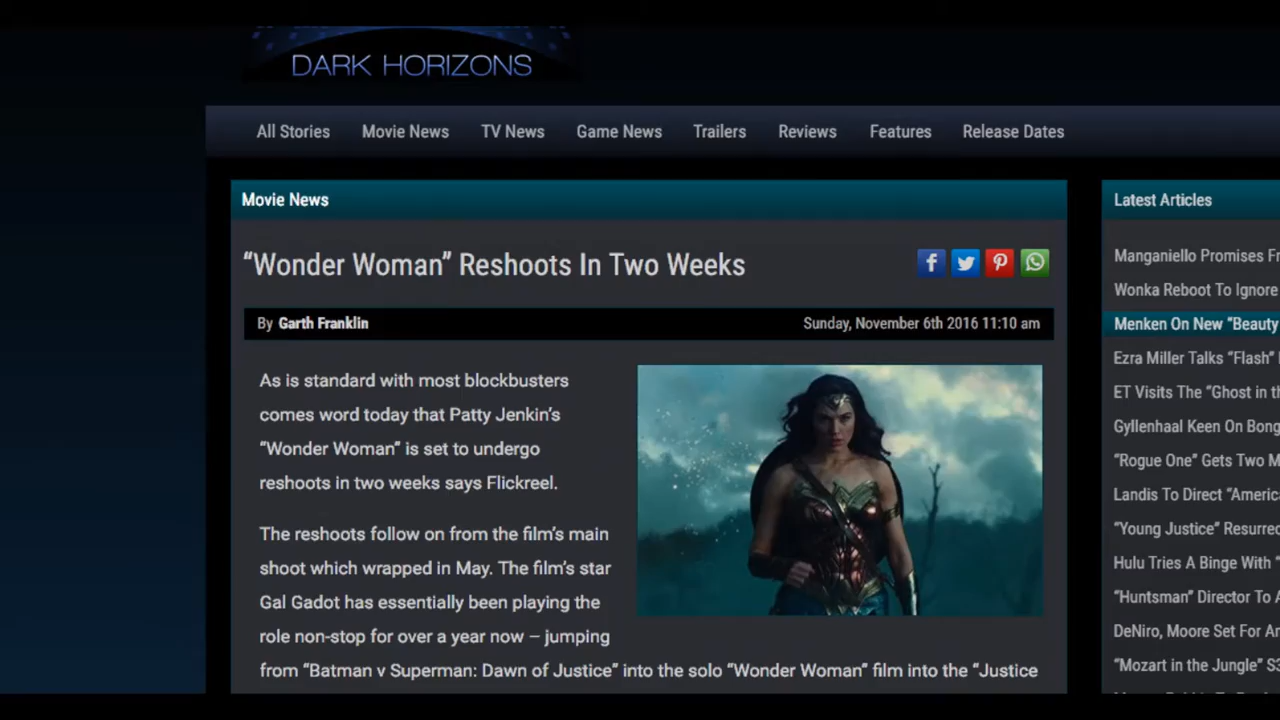 DARK HORIZONS
All Stories Movie News TV News Game News Trailers Reviews Features Release Dates
Movie News
“Wonder Woman” Reshoots In Two Weeks
By Garth Franklin Sunday, November 6th 2016 11:10 am
As is standard with most blockbusters
comes word today that Patty Jenkin’s
“Wonder Woman” is set to undergo
reshoots in two weeks says Flickreel.
The reshoots follow on from the film’s main
shoot which wrapped in May. The film’s star
Gal Gadot has essentially been playing the
role non-stop for over a year now – jumping
from “Batman v Superman: Dawn of Justice” into the solo “Wonder Woman” film into the “Justice
Latest Articles
Manganiello Promises
Wonka Reboot To Ignore
Menken On New “Beauty
Ezra Miller Talks “Flash”
ET Visits The “Ghost in
Gyllenhaal Keen On
“Rogue One” Gets Two
Landis To Direct
“Young Justice”
Hulu Tries A Binge With
“Huntsman” Director To
DeNiro, Moore Set For
“Mozart in the Jungle”